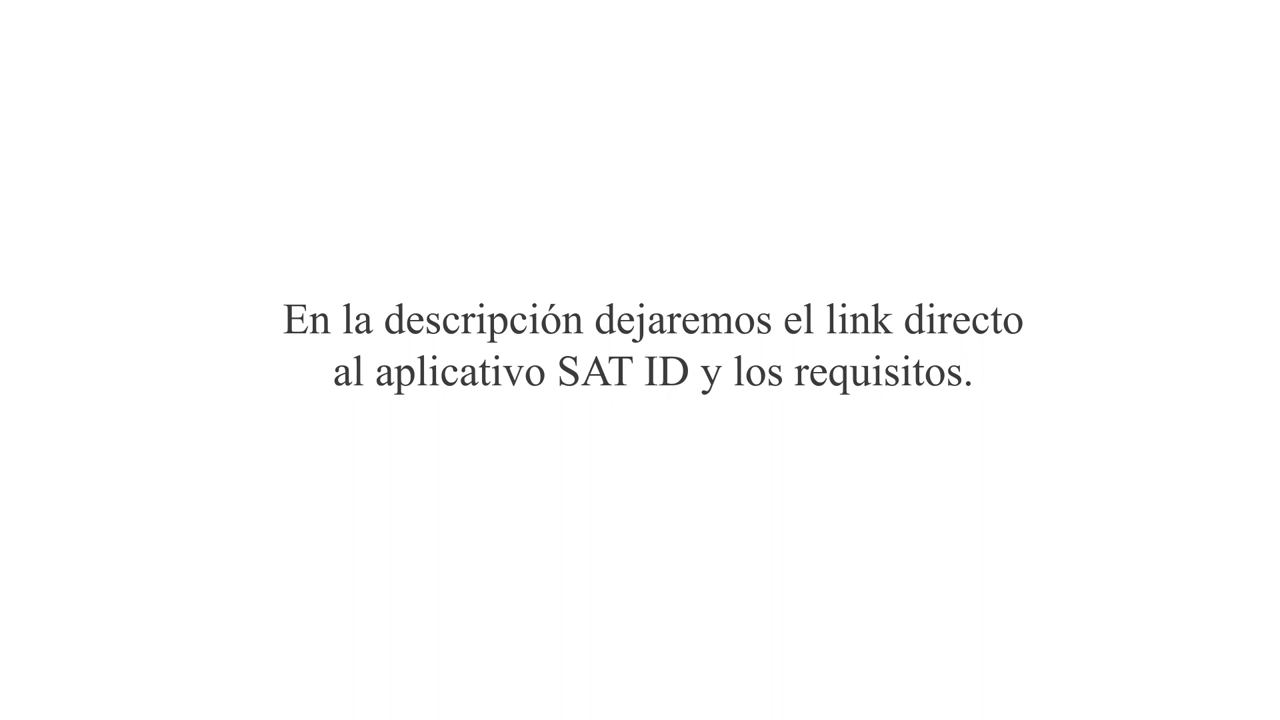 En la descripción dejaremos el link directo
al aplicativo SAT ID y los requisitos.